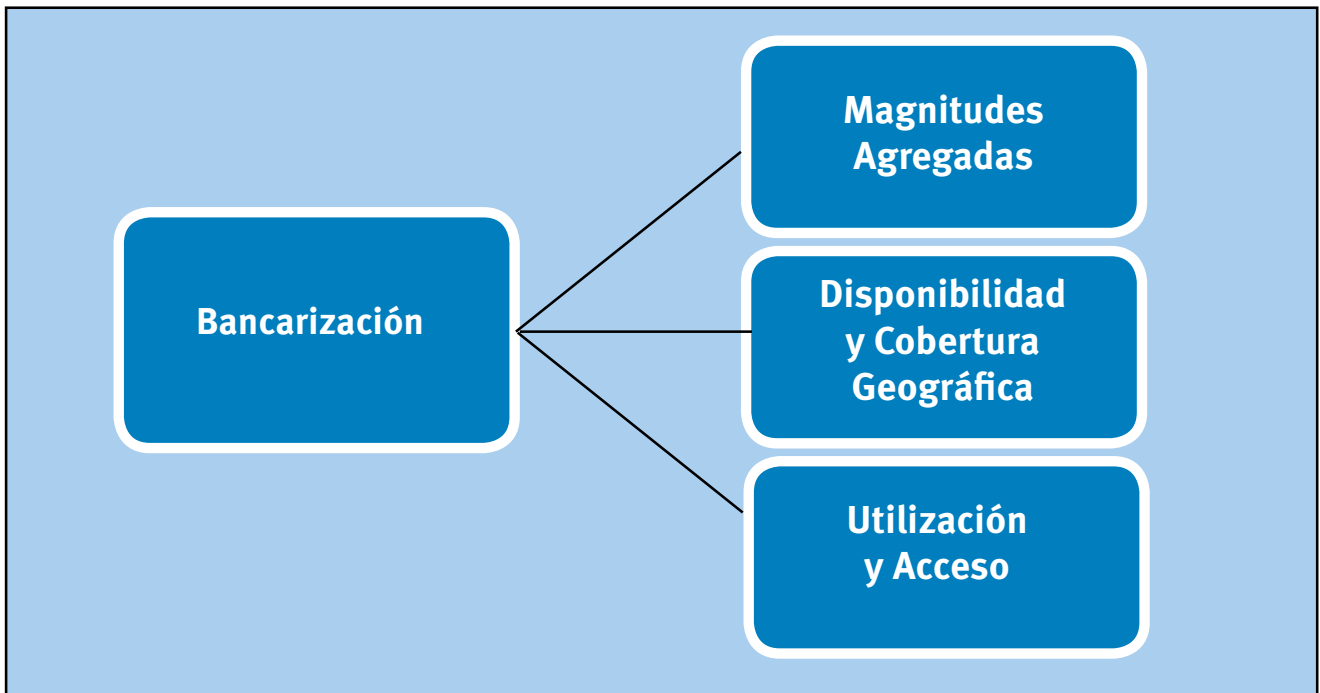 Bancarización
Magnitudes
Agregadas
Disponibilidad
y Cobertura
Geográfica
Utilización
y Acceso